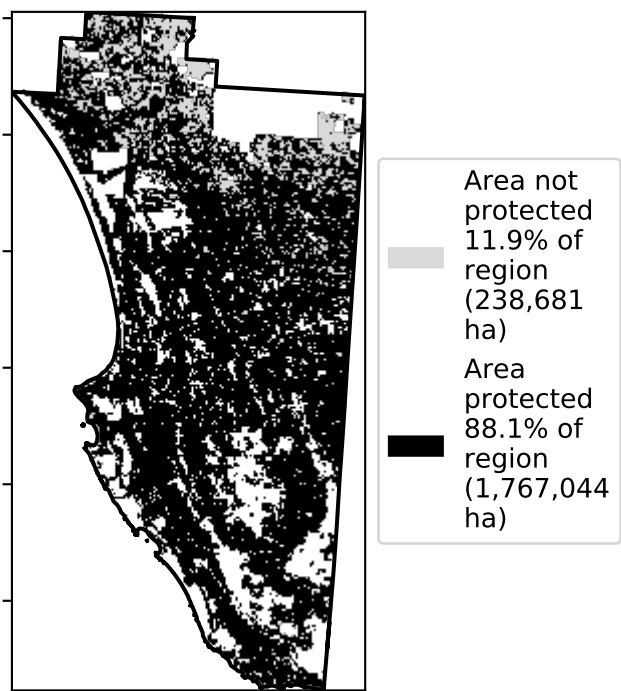 Area not
protected
11.9% of
region
(238,681
ha)
Area
protected
88.1% of
region
(1,767,044
ha)